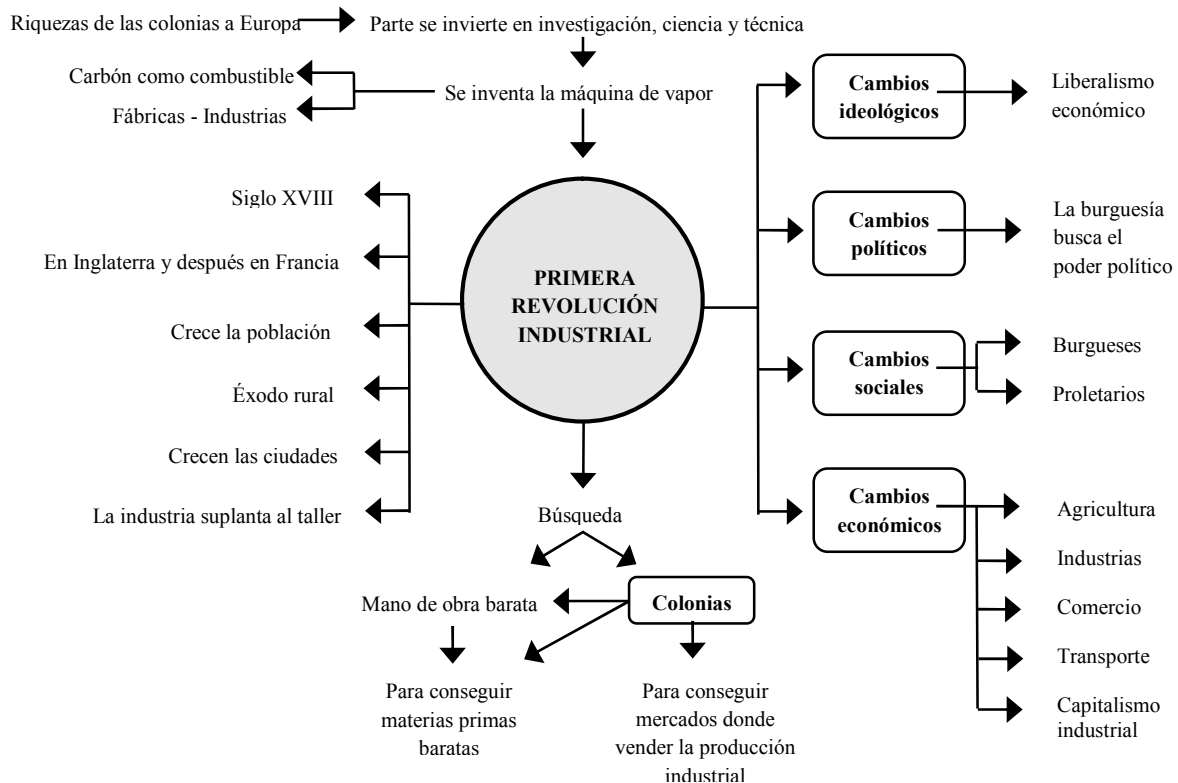 Riquezas de las colonias a Europa
Parte se invierte en investigación, ciencia y técnica
Carbón como combustible
Se inventa la máquina de vapor
Fábricas - Industrias
Siglo XVIII
En Inglaterra y después en Francia
Crece la población
Éxodo rural
Crecen las ciudades
La industria suplanta al taller
PRIMERA
REVOLUCIÓN
INDUSTRIAL
Cambios
ideológicos
Liberalismo
económico
Cambios
políticos
La burguesía
busca el
poder político
Cambios
sociales
Burgueses
Proletarios
Cambios
económicos
Agricultura
Industrias
Comercio
Transporte
Capitalismo
industrial
Búsqueda
Mano de obra barata
Colonias
Para conseguir
materias primas
baratas
Para conseguir
mercados donde
vender la producción
industrial